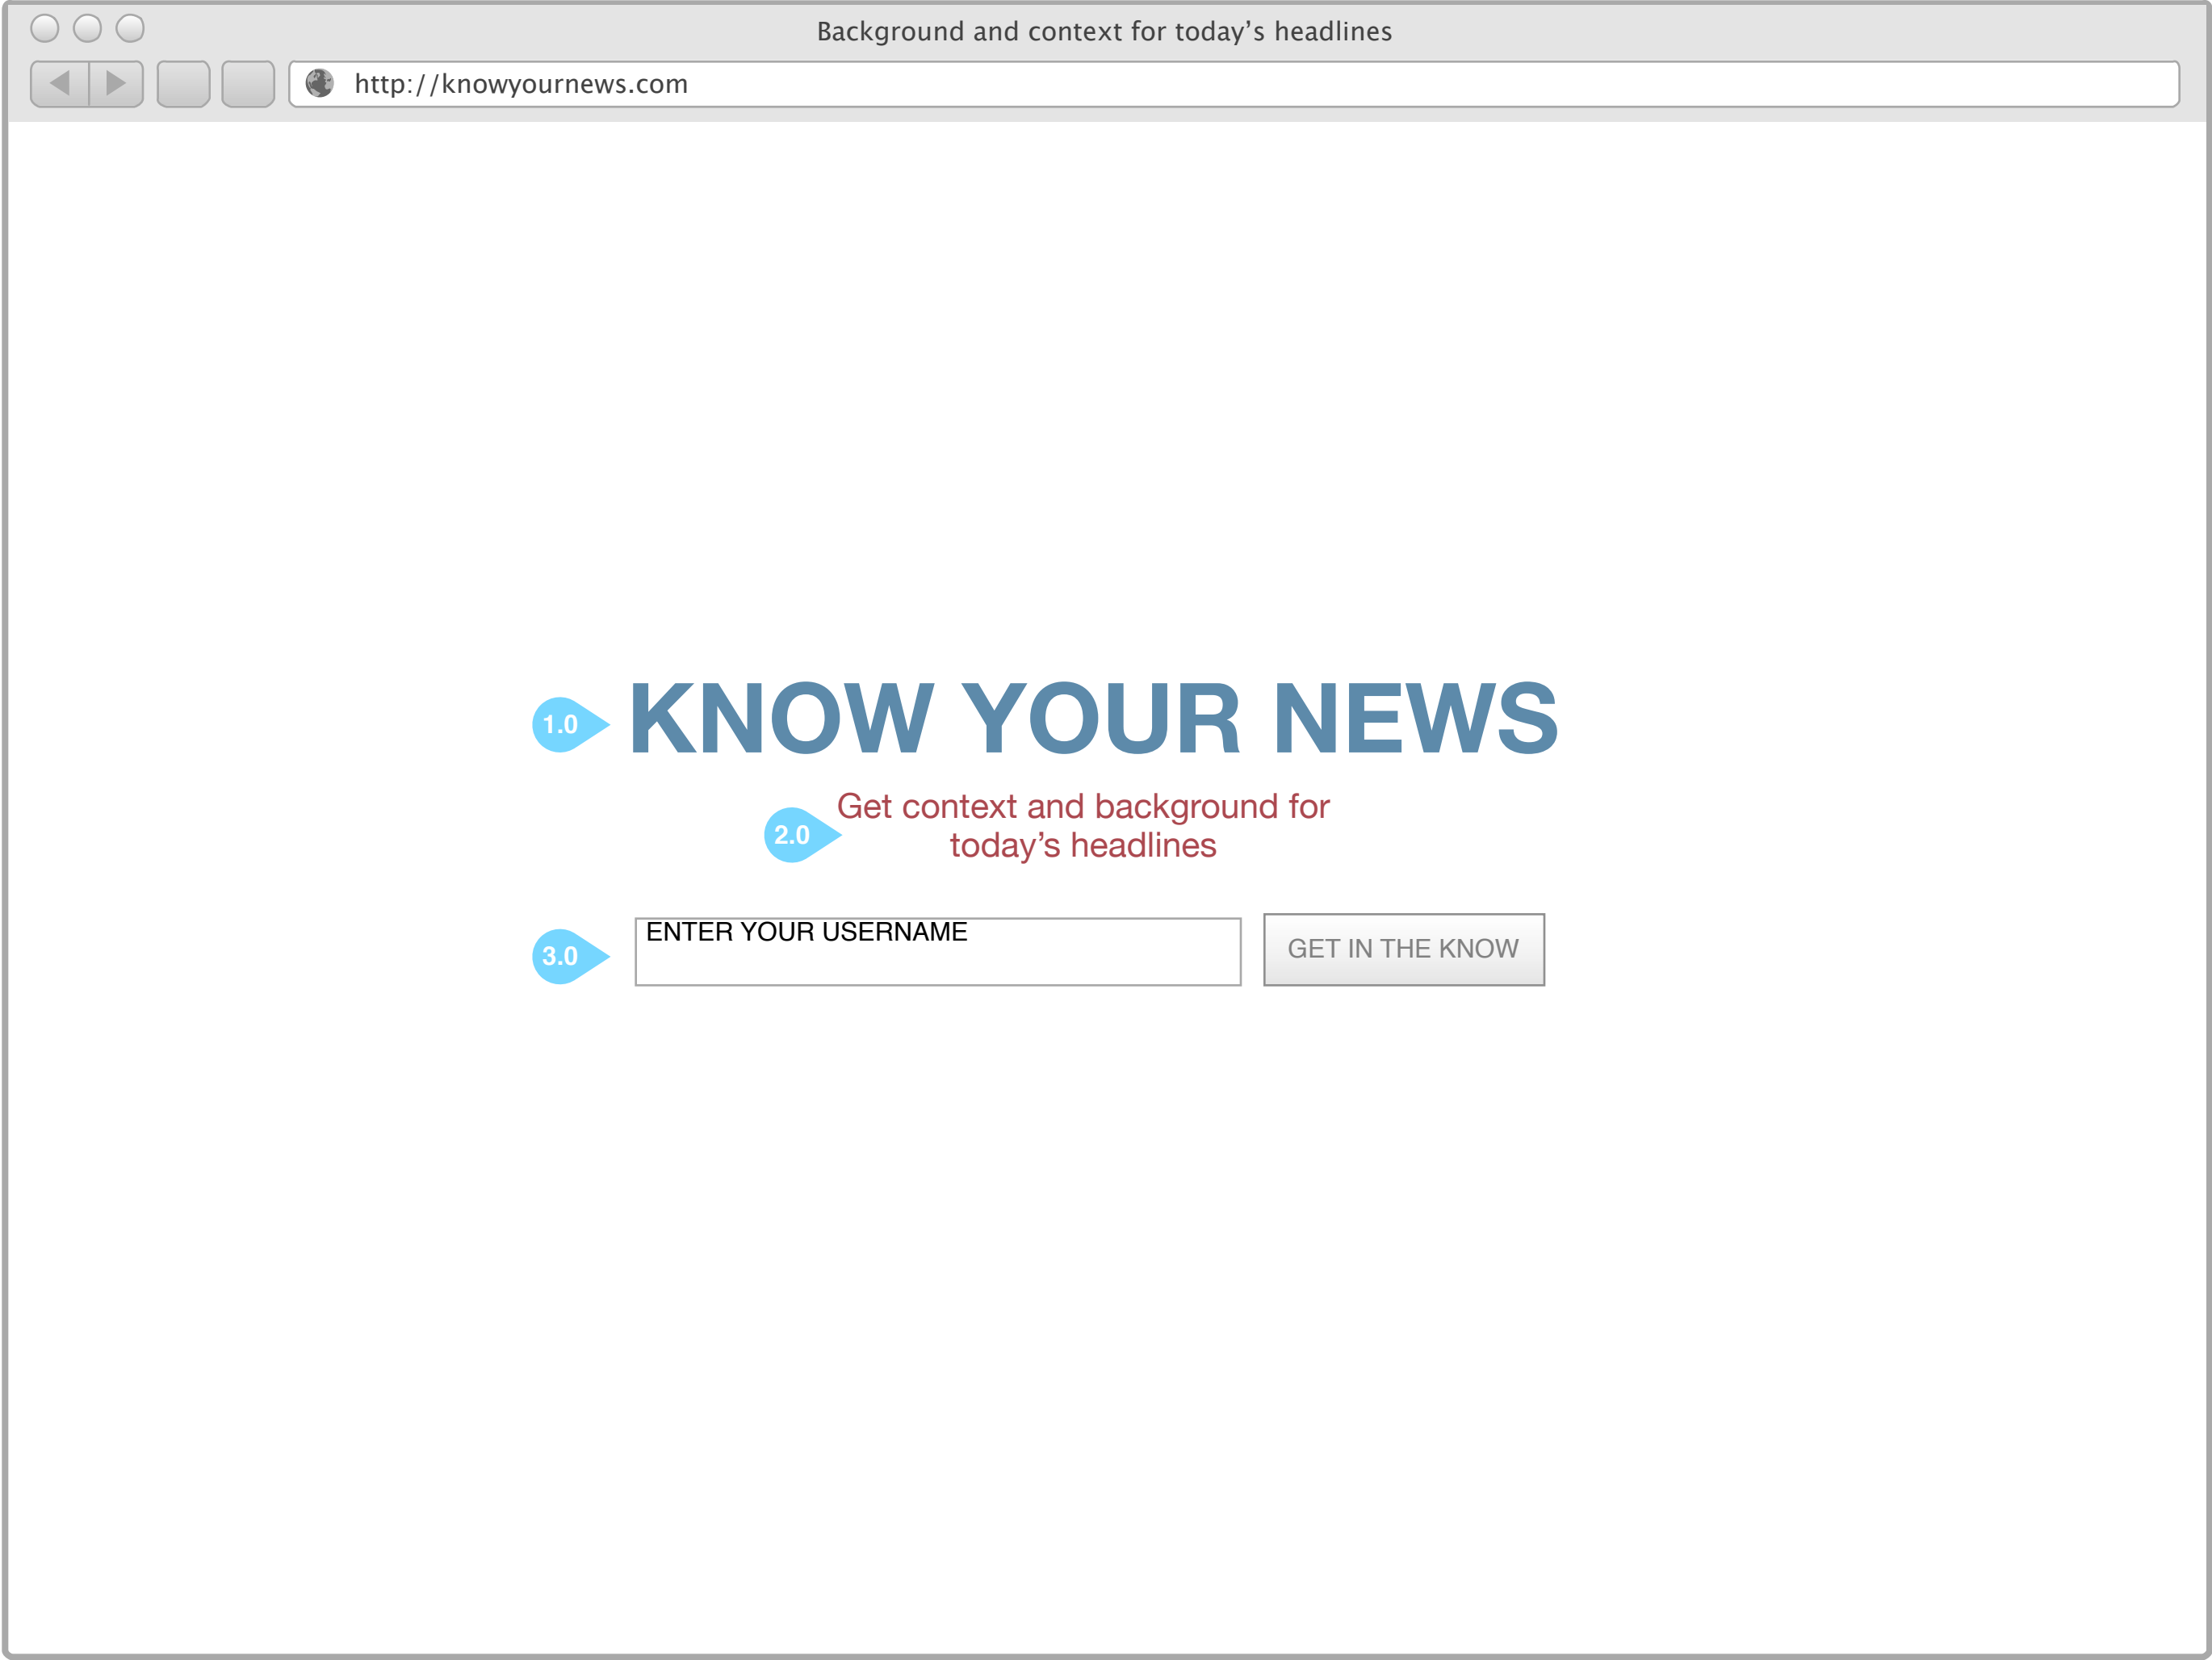 Background and context for today’s headlines
http://knowyournews.com
1.0
KNOW YOUR NEWS
2.0
Get context and background for
today’s headlines
3.0
ENTER YOUR USERNAME
GET IN THE KNOW